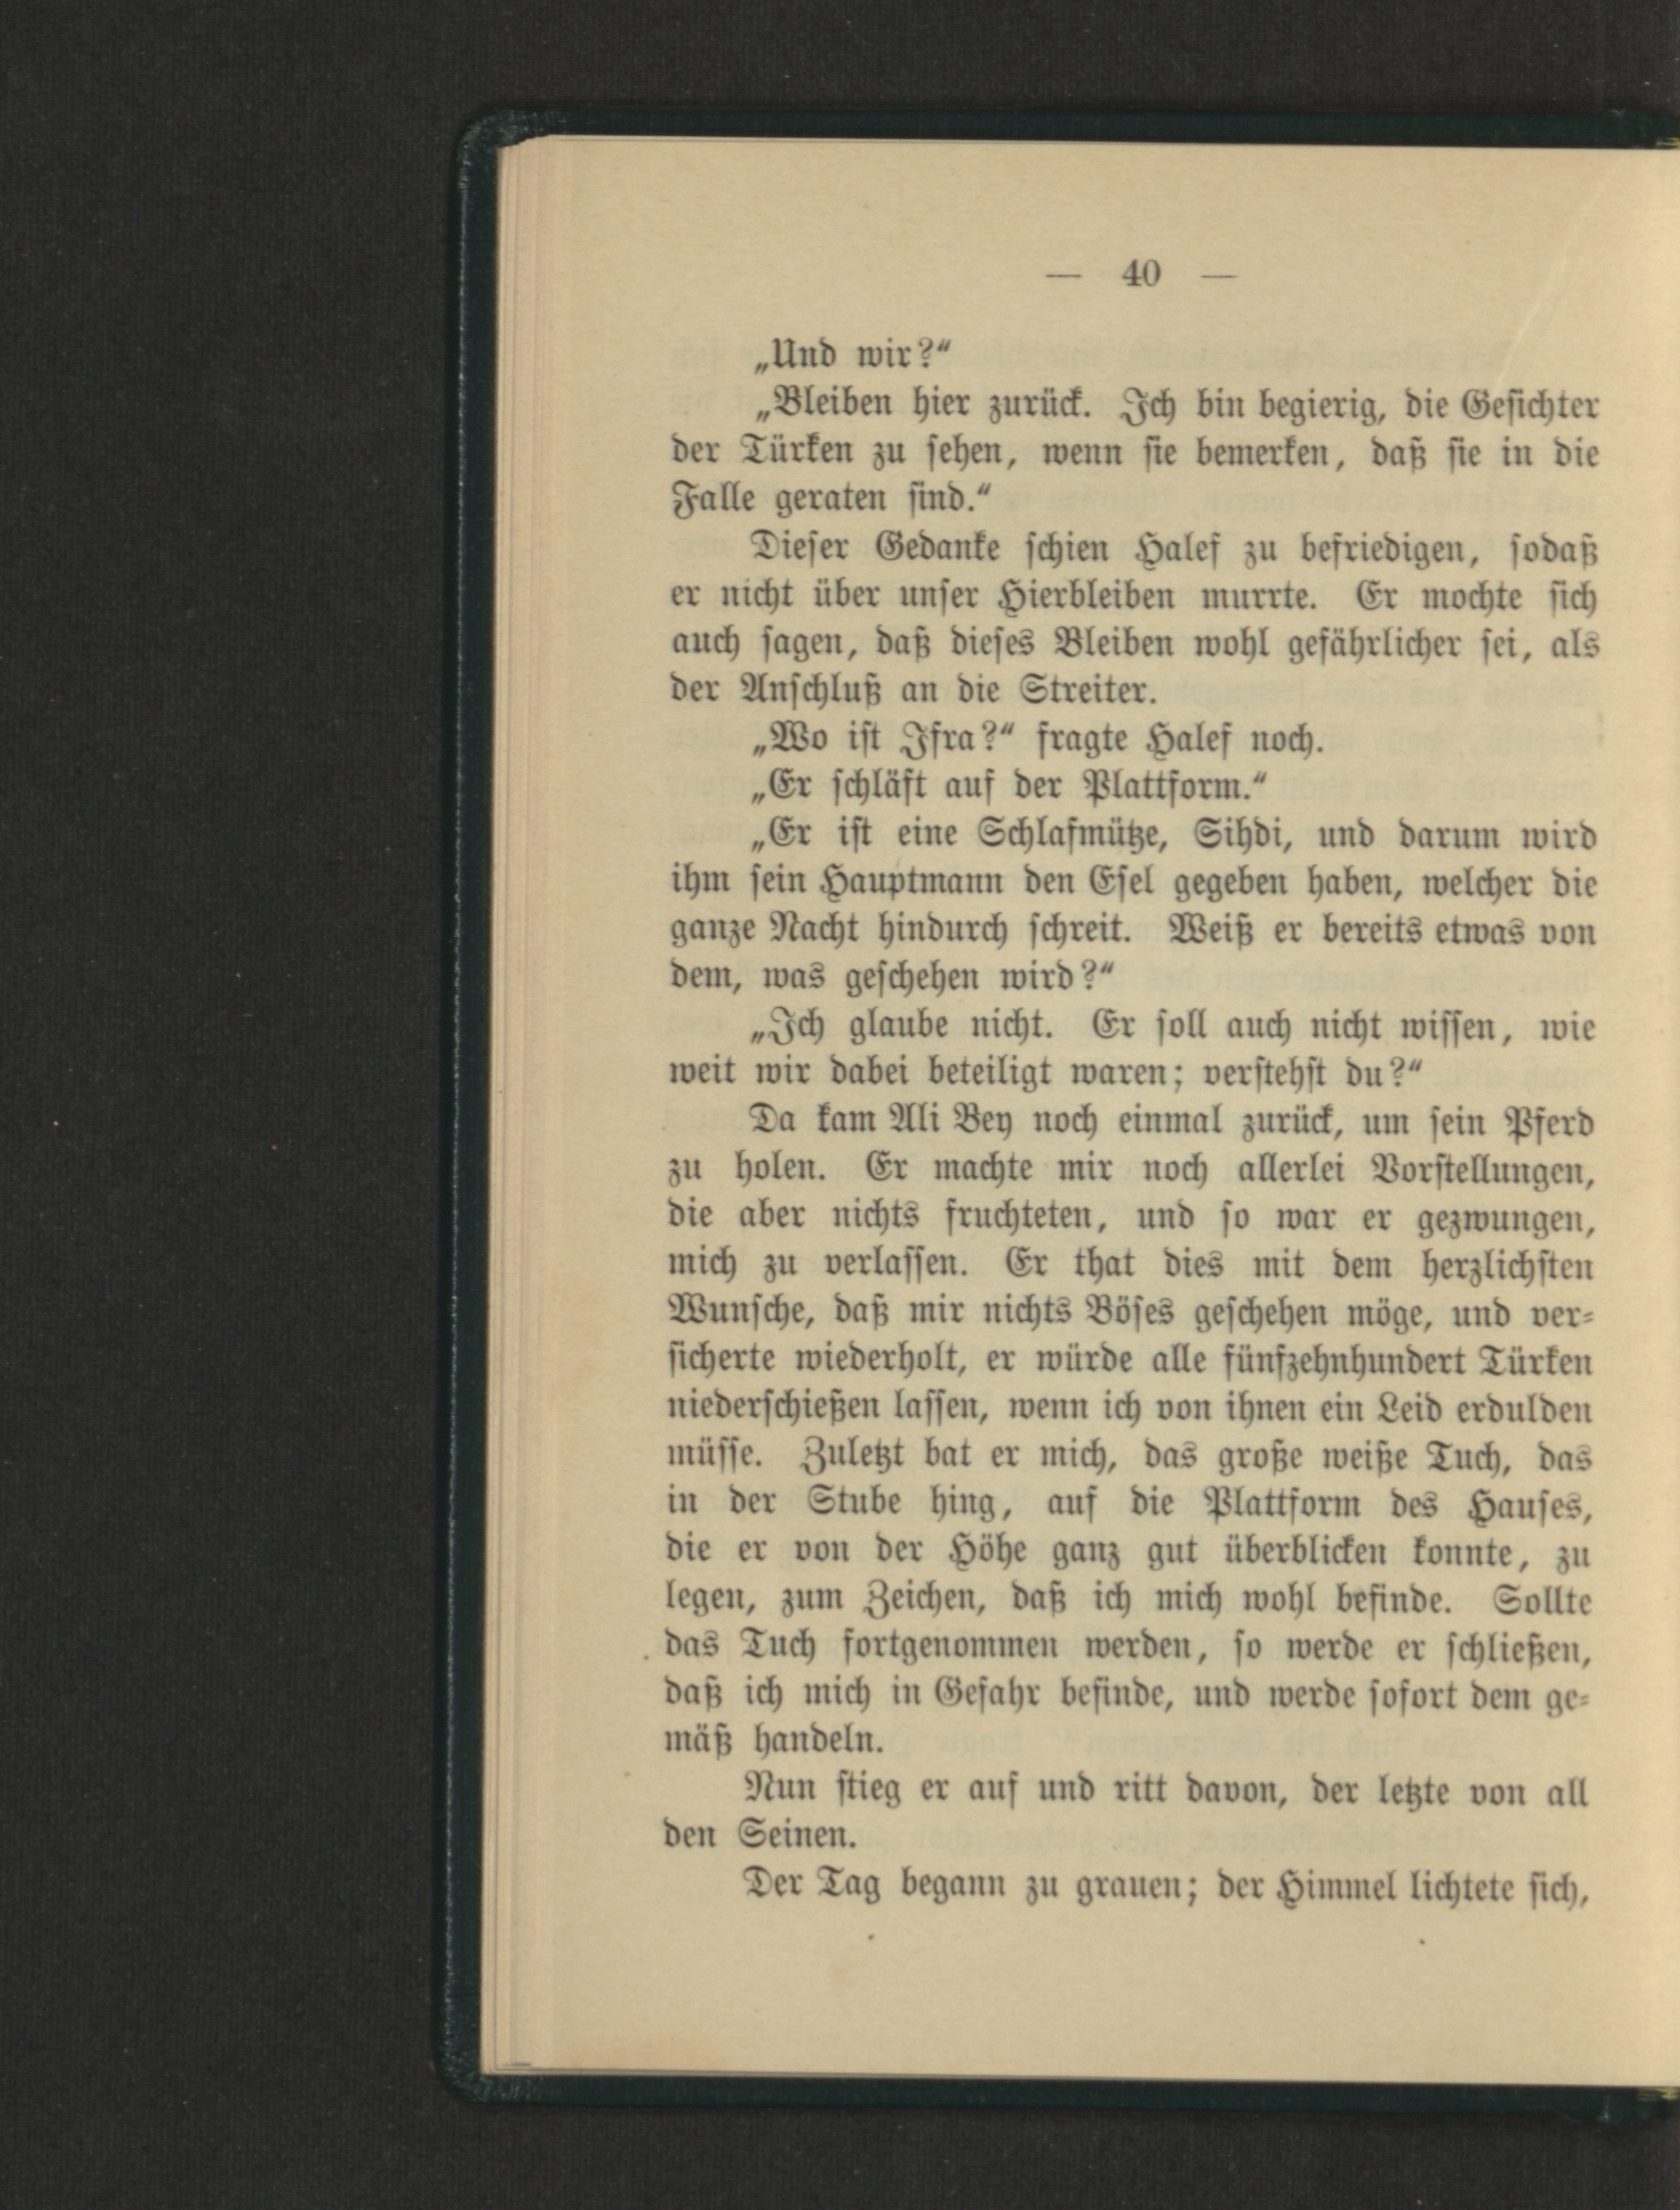 — 40 —
„Und wir?“
„Bleiben hier zurück. Ich bin begierig, die Gesichter
der Türken zu sehen, wenn sie bemerken, daß sie in die
Falle geraten sind.“
Dieser Gedanke schien Halef zu befriedigen, sodaß
er nicht über unser Hierbleiben murrte. Er mochte sich
auch sagen, daß dieses Bleiben wohl gefährlicher sei, als
der Anschluß an die Streiter.
„Wo ist Ifra?“ fragte Halef noch.
„Er schläft auf der Plattform.“
„Er ist eine Schlafmütze, Sihdi, und darum wird
ihm sein Hauptmann den Esel gegeben haben, welcher die
ganze Nacht hindurch schreit. Weiß er bereits etwas von
dem, was geschehen wird?“
„Ich glaube nicht. Er soll auch nicht wissen, wie
weit wir dabei beteiligt waren; verstehst du?“
Da kam Ali Bey noch einmal zurück, um sein Pferd
zu holen. Er machte mir noch allerlei Vorstellungen,
die aber nichts fruchteten, und so war er gezwungen,
mich zu verlassen. Er that dies mit dem herzlichsten
Wunsche, daß mir nichts Böses geschehen möge, und ver-
sicherte wiederholt, er würde alle fünfzehnhundert Türken
niederschießen lassen, wenn ich von ihnen ein Leid erdulden
müsse. Zuletzt bat er mich, das große weiße Tuch, das
in der Stube hing, auf die Plattform des Hauses,
die er von der Höhe ganz gut überblicken konnte, zu
legen, zum Zeichen, daß ich mich wohl befinde. Sollte
das Tuch fortgenommen werden, so werde er schließen,
daß ich mich in Gefahr befinde, und werde sofort dem ge-
mäß handeln.
Nun stieg er auf und ritt davon, der letzte von all
den Seinen.
Der Tag begann zu grauen; der Himmel lichtete sich,